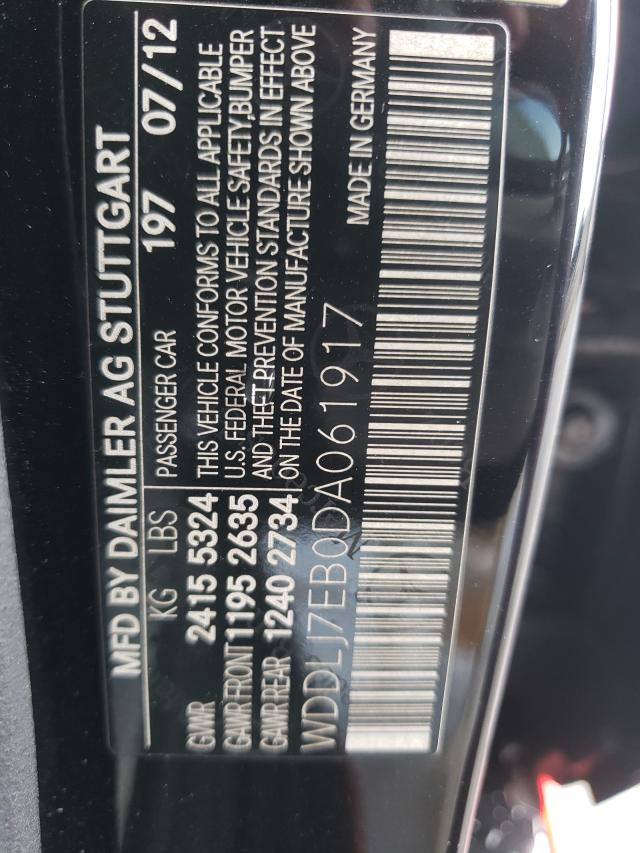 MFD BY DAIMLER AG STUTTGART
KG LBS PASSENGER CAR 197 07/12
GVWR 2415 5324 THIS VEHICLE CONFORMS TO ALL APPLICABLE
GAWR FRONT 1195 2635 U.S. FEDERAL MOTOR VEHICLE SAFETY,BUMPER
AND THEFT PREVENTION STANDARDS IN EFFECT
GAWR REAR 1240 2734 ON THE DATE OF MANUFACTURE SHOWN ABOVE
WDDLJ7EB0DA061917 MADE IN GERMANY